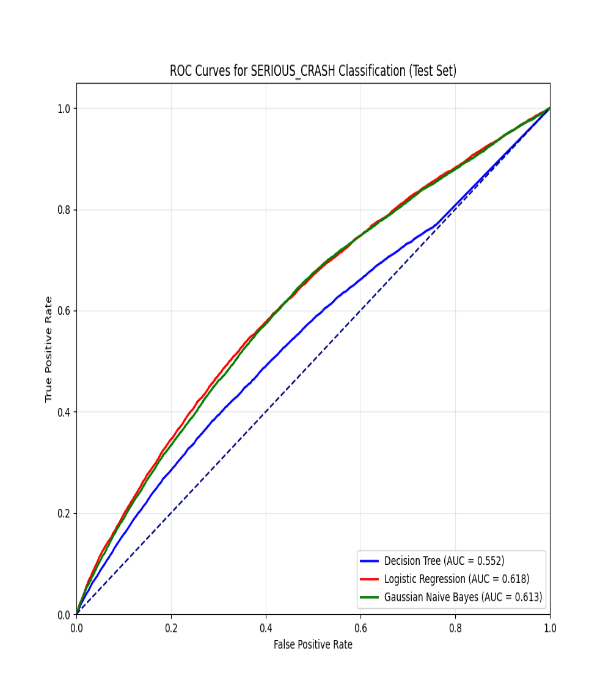 ROC Curves for SERIOUS_CRASH Classification (Test Set)
True Positive Rate
1.0
0.8
0.6
0.4
0.2
0.0
Decision Tree (AUC = 0.552)
Logistic Regression (AUC = 0.618)
Gaussian Naive Bayes (AUC = 0.613)
0.0 0.2 0.4 0.6 0.8 1.0
False Positive Rate